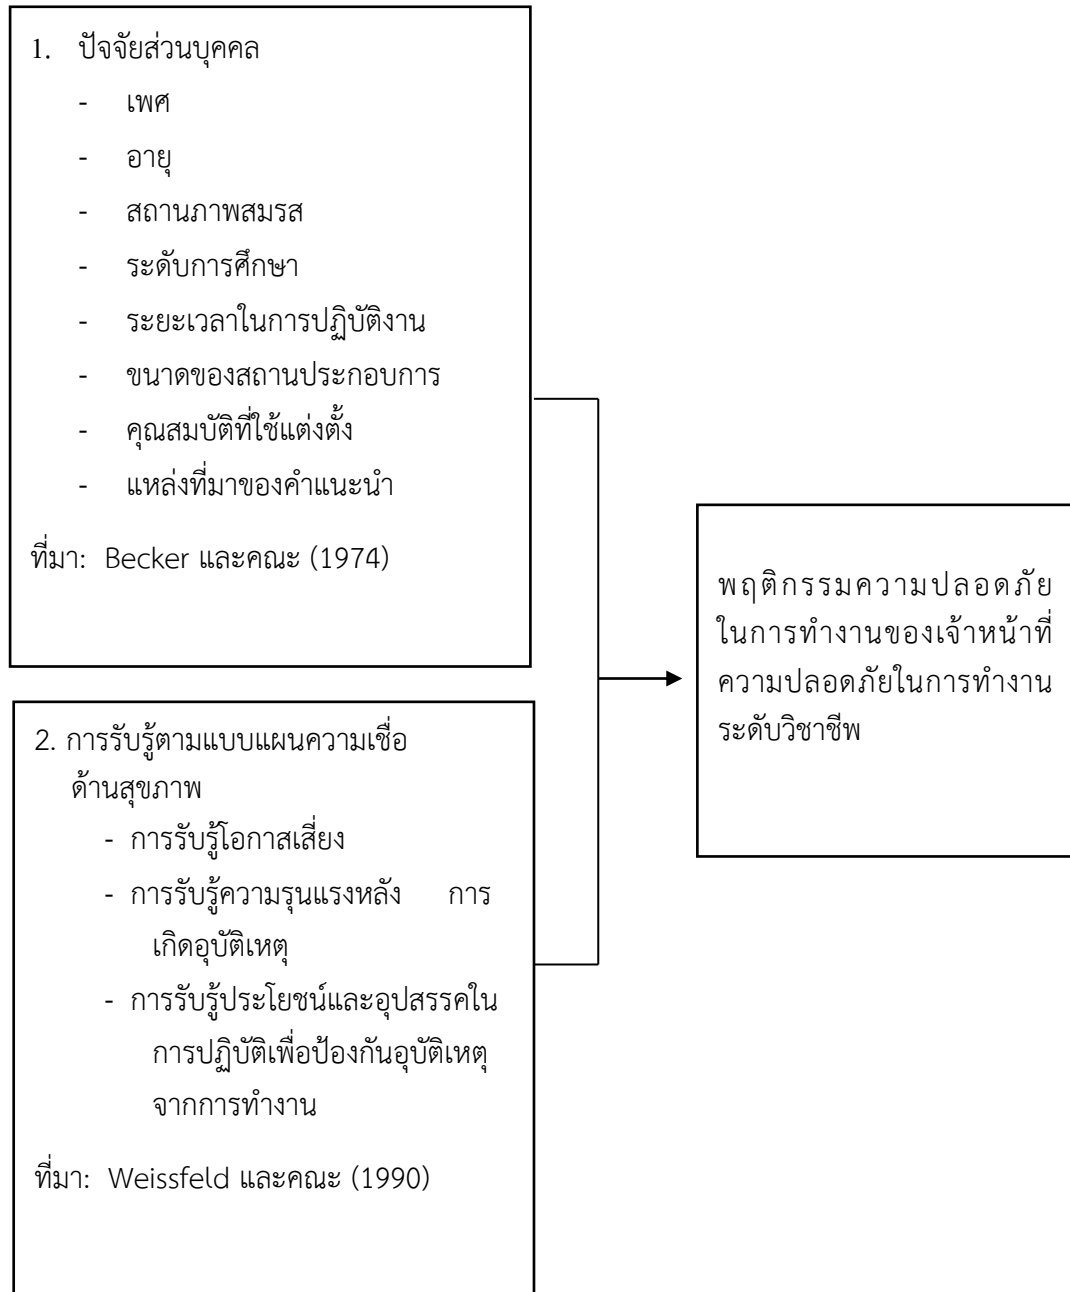 1. ปัจจัยส่วนบุคคล
- เพศ
- อายุ
- สถานภาพสมรส
- ระดับการศึกษา
- ระยะเวลาในการปฏิบัติงาน
- ขนาดของสถานประกอบการ
- คุณสมบัติที่ใช้แต่งตั้ง
- แหล่งที่มาของคำแนะนำ
ที่มา: Becker และคณะ (1974)
2. การรับรู้ตามแบบแผนความเชื่อ
ด้านสุขภาพ
- การรับรู้โอกาสเสี่ยง
- การรับรู้ความรุนแรงหลัง การ
เกิดอุบัติเหตุ
- การรับรู้ประโยชน์และอุปสรรคใน
การปฏิบัติเพื่อป้องกันอุบัติเหตุ
จากการทำงาน
ที่มา: Weissfeld และคณะ (1990)
พฤติกรรมความปลอดภัย
ในการทำงานของเจ้าหน้าที่
ความปลอดภัยในการทำงาน
ระดับวิชาชีพ